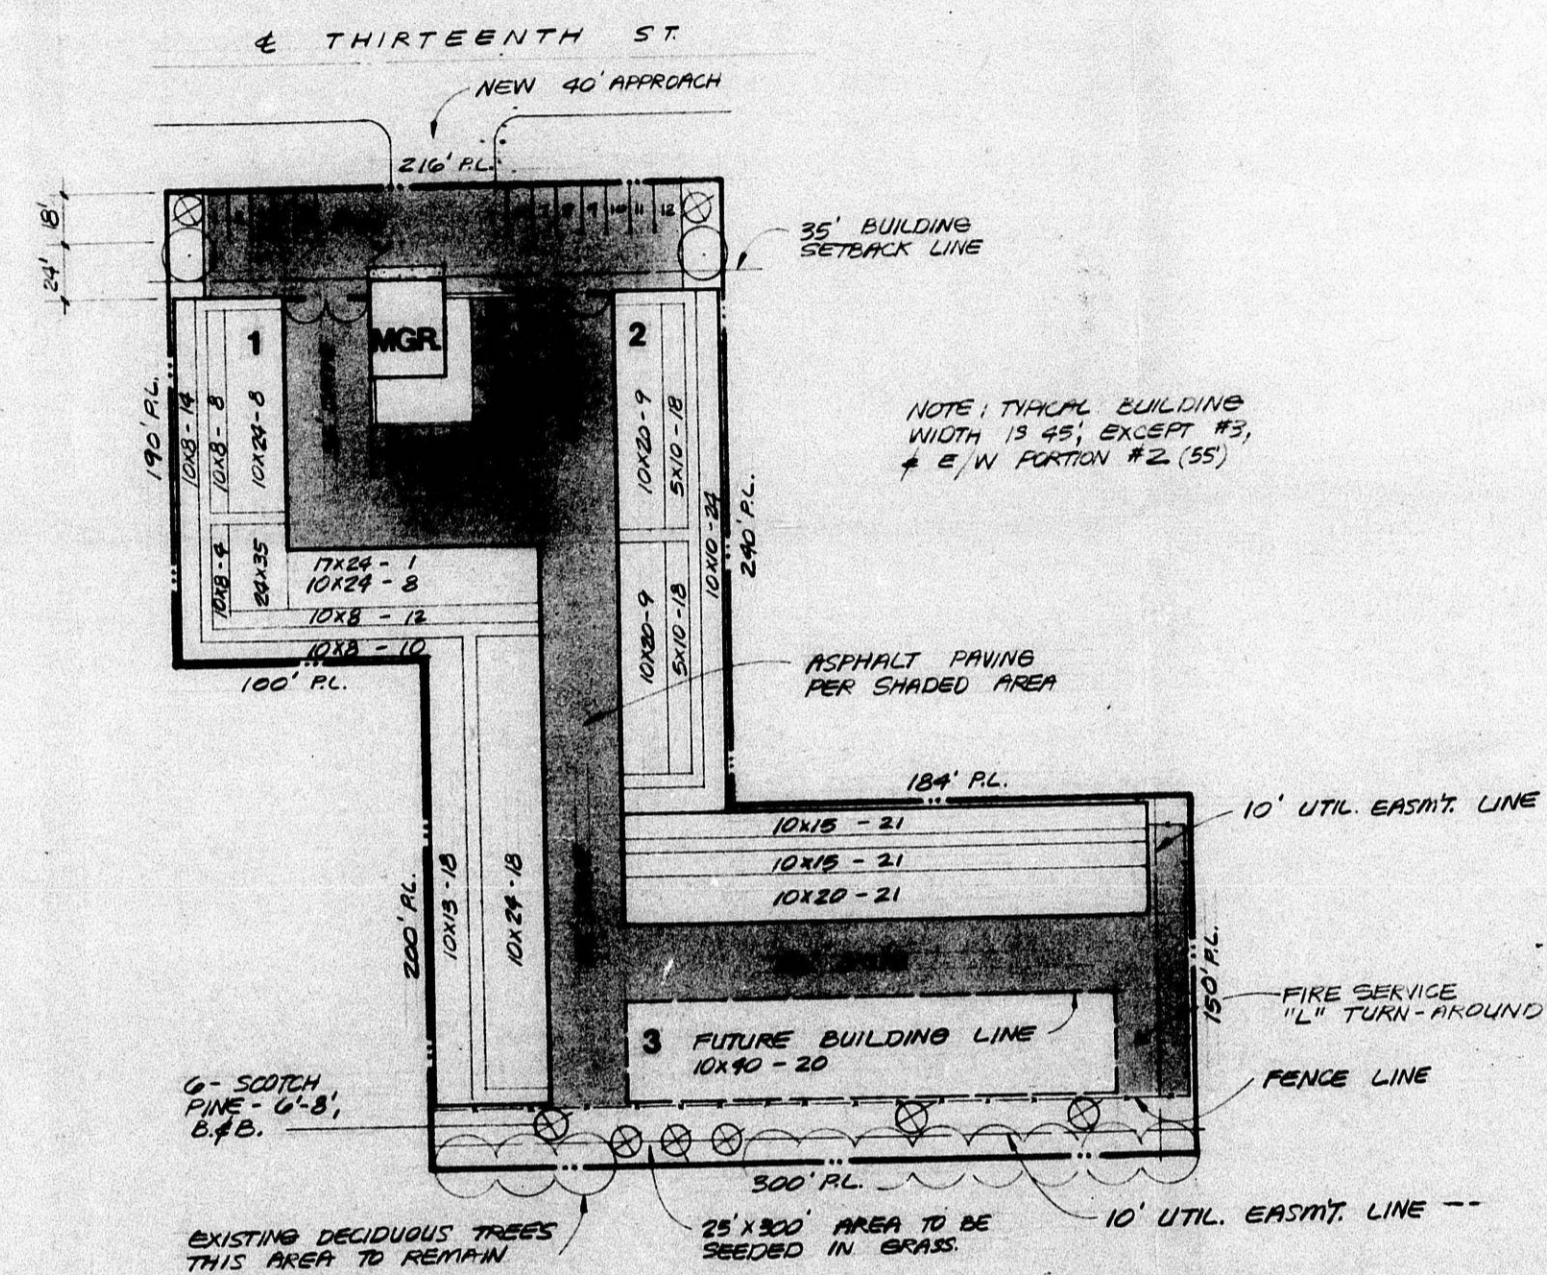 ℄ THIRTEENTH ST.
NEW 40' APPROACH
216' P.L.
18'
24'
7 8 9 10 11 12
35' BUILDING
SETBACK LINE
1
MGR.
2
190' P.L.
10X8 - 14
10X8 - 8
10X24 - 8
10X20 - 9
5X10 - 18
10X10 - 24
240' P.L.
NOTE: TYPICAL BUILDING
WIDTH IS 45', EXCEPT #3,
& E/W PORTION #2 (55')
10X8 - 4
24X35
17X24 - 1
10X24 - 8
10X8 - 12
10X8 - 10
100' P.L.
10X20 - 9
5X10 - 18
ASPHALT PAVING
PER SHADED AREA
184' P.L.
10' UTIL. EASM'T. LINE
10X15 - 21
10X15 - 21
10X20 - 21
200' P.L.
10X13 - 18
10X24 - 18
150' P.L.
FIRE SERVICE
"L" TURN-AROUND
3 FUTURE BUILDING LINE
10X40 - 20
FENCE LINE
6 - SCOTCH
PINE - 6'-8',
B.&B.
300' P.L.
EXISTING DECIDUOUS TREES
THIS AREA TO REMAIN
25' X 300' AREA TO BE
SEEDED IN GRASS.
10' UTIL. EASM'T. LINE